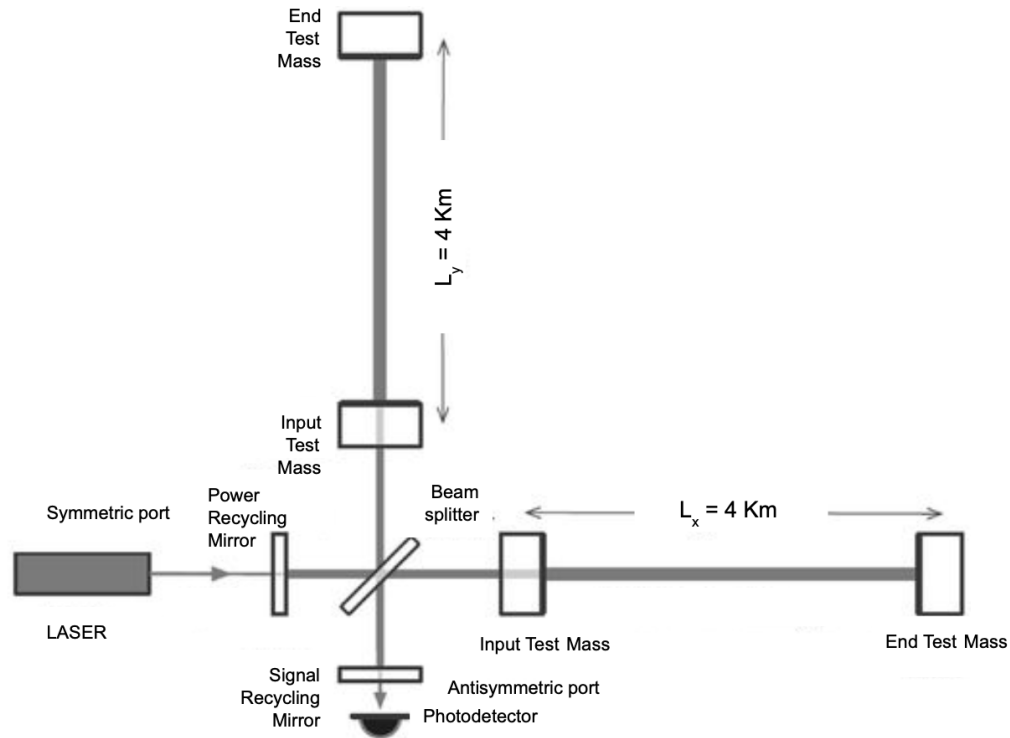 End
Test
Mass
L_y = 4 Km
Input
Test
Mass
Symmetric port
Power
Recycling
Mirror
Beam
splitter
L_x = 4 Km
LASER
Input Test Mass
End Test Mass
Signal
Recycling
Mirror
Antisymmetric port
Photodetector